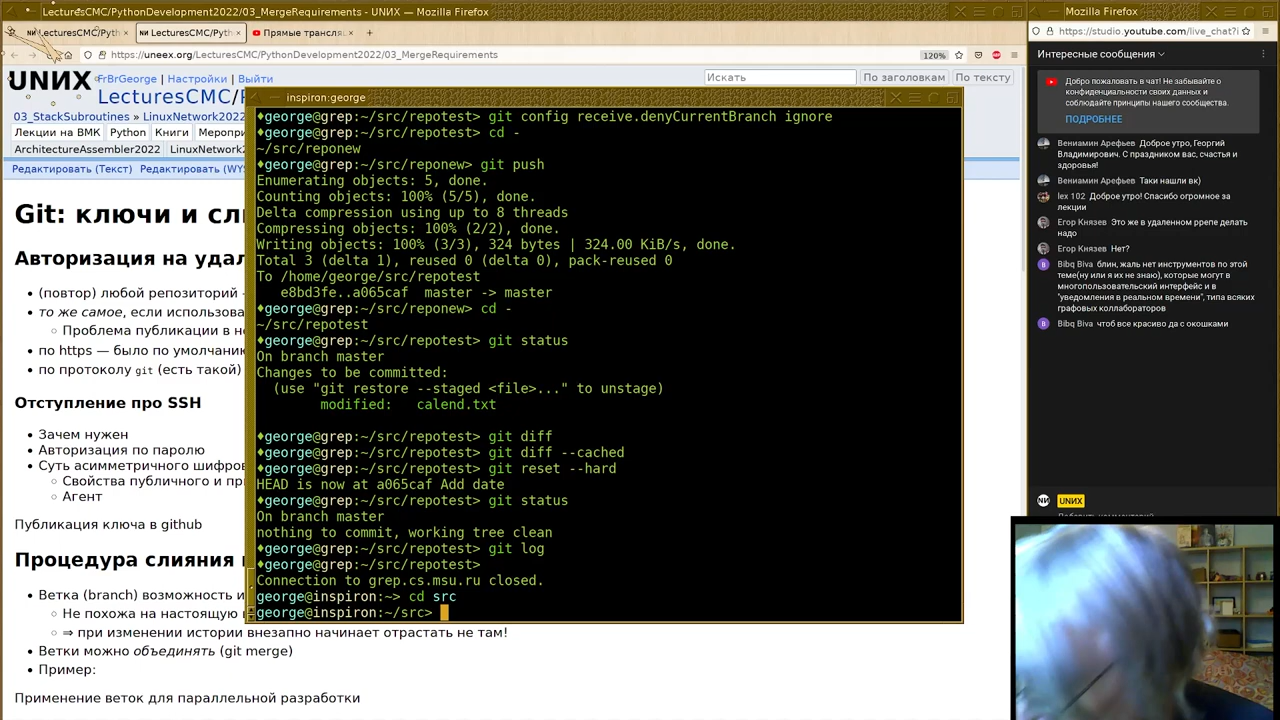 LecturesCMC/PythonDevelopment2022/03_MergeRequirements - UNИX — Mozilla Firefox
LecturesCMC/Pyth
LecturesCMC/Pyth
Прямые трансляц
https://uneex.org/LecturesCMC/PythonDevelopment2022/03_MergeRequirements
120%
UNИX
FrBrGeorge | Настройки | Выйти
Искать
По заголовкам
По тексту
LecturesCMC/P
03_StackSubroutines » LinuxNetwork2022
Лекции на ВМК
Python
Книги
Меропри
ArchitectureAssembler2022
LinuxNetwork2
Редактировать (Текст)
Редактировать (WYS
Git: ключи и сл
Авторизация на удал
• (повтор) любой репозиторий —
• то же самое, если использова
Проблема публикации в не
• по https — было по умолчанию
• по протоколу git (есть такой)
Отступление про SSH
• Зачем нужен
• Авторизация по паролю
• Суть асимметричного шифров
Свойства публичного и при
Агент
Публикация ключа в github
Процедура слияния и
• Ветка (branch) возможность и
Не похожа на настоящую в
⇒ при изменении истории внезапно начинает отрастать не там!
• Ветки можно объединять (git merge)
• Пример:
Применение веток для параллельной разработки
inspiron:george
♦george@grep:~/src/repotest> git config receive.denyCurrentBranch ignore
♦george@grep:~/src/repotest> cd -
~/src/reponew
♦george@grep:~/src/reponew> git push
Enumerating objects: 5, done.
Counting objects: 100% (5/5), done.
Delta compression using up to 8 threads
Compressing objects: 100% (2/2), done.
Writing objects: 100% (3/3), 324 bytes | 324.00 KiB/s, done.
Total 3 (delta 1), reused 0 (delta 0), pack-reused 0
To /home/george/src/repotest
e8bd3fe..a065caf  master -> master
♦george@grep:~/src/reponew> cd -
~/src/repotest
♦george@grep:~/src/repotest> git status
On branch master
Changes to be committed:
(use "git restore --staged <file>..." to unstage)
modified:   calend.txt
♦george@grep:~/src/repotest> git diff
♦george@grep:~/src/repotest> git diff --cached
♦george@grep:~/src/repotest> git reset --hard
HEAD is now at a065caf Add date
♦george@grep:~/src/repotest> git status
On branch master
nothing to commit, working tree clean
♦george@grep:~/src/repotest> git log
♦george@grep:~/src/repotest>
Connection to grep.cs.msu.ru closed.
george@inspiron:~> cd src
george@inspiron:~/src>
Mozilla Firefox
https://studio.youtube.com/live_chat?i
Интересные сообщения
Добро пожаловать в чат! Не забывайте о
конфиденциальности своих данных и
соблюдайте принципы нашего сообщества.
ПОДРОБНЕЕ
Вениамин Арефьев Доброе утро, Георгий
Владимирович. С праздником вас, счастья и
здоровья!
Вениамин Арефьев Таки нашли вк)
lex 102 Доброе утро! Спасибо огромное за
лекции
Егор Князев Это же в удаленном ррепе делать
надо
Егор Князев Нет?
Bibq Biva блин, жаль нет инструментов по этой
теме(ну или я их не знаю), которые могут в
многопользовательский интерфейс и в
"уведомления в реальном времени", типа всяких
графовых коллабораторов
Bibq Biva чтоб все красиво да с окошками
UNИX